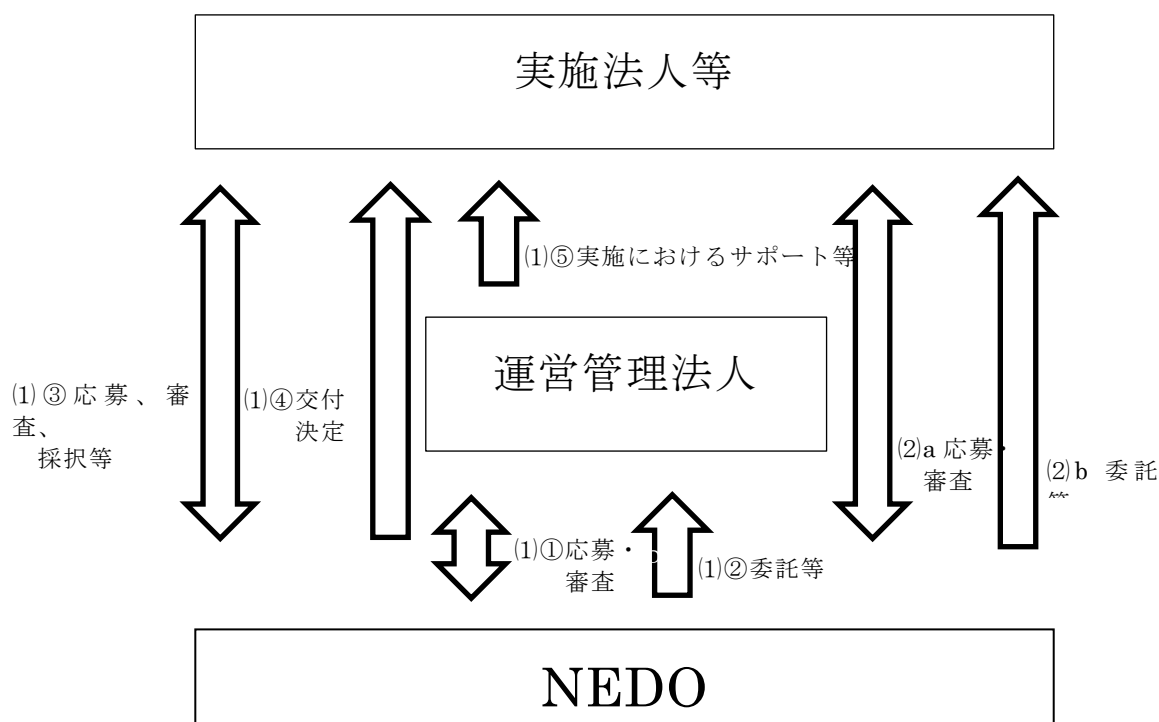 実施法人等
⑴⑤実施におけるサポート等
運営管理法人
⑴③応募、審
査、
採択等
⑴④交付
決定
⑵a 応募・
審査
⑵b 委託
⑴①応募・
審査
⑴②委託等
NEDO